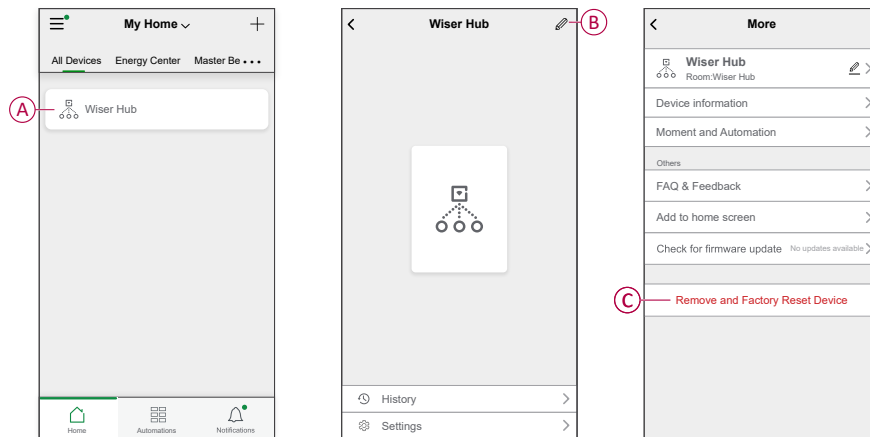 My Home
All Devices Energy Center Master Be •••
A
Wiser Hub
Home Automations Notifications
Wiser Hub
B
History
Settings
More
Wiser Hub
Room:Wiser Hub
Device information
Moment and Automation
Others
FAQ & Feedback
Add to home screen
Check for firmware update No updates available
C
Remove and Factory Reset Device